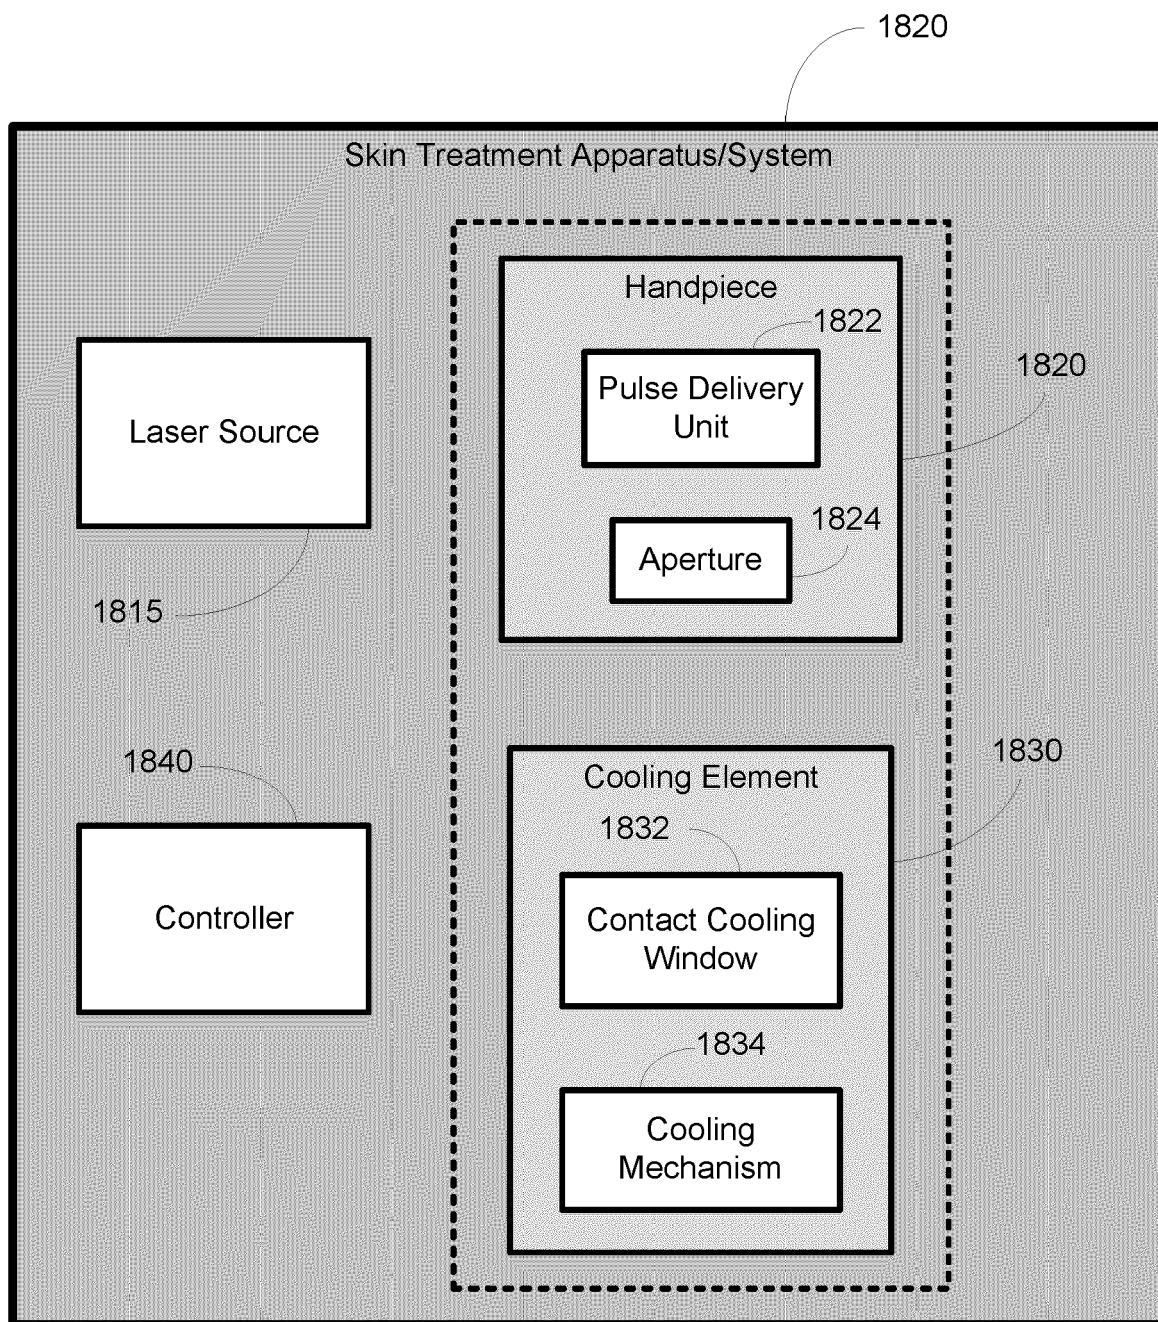 1820
Skin Treatment Apparatus/System
Handpiece
1822
Pulse Delivery
Unit
1820
1824
Aperture
Laser Source
1815
1840
Controller
1830
Cooling Element
1832
Contact Cooling
Window
1834
Cooling
Mechanism